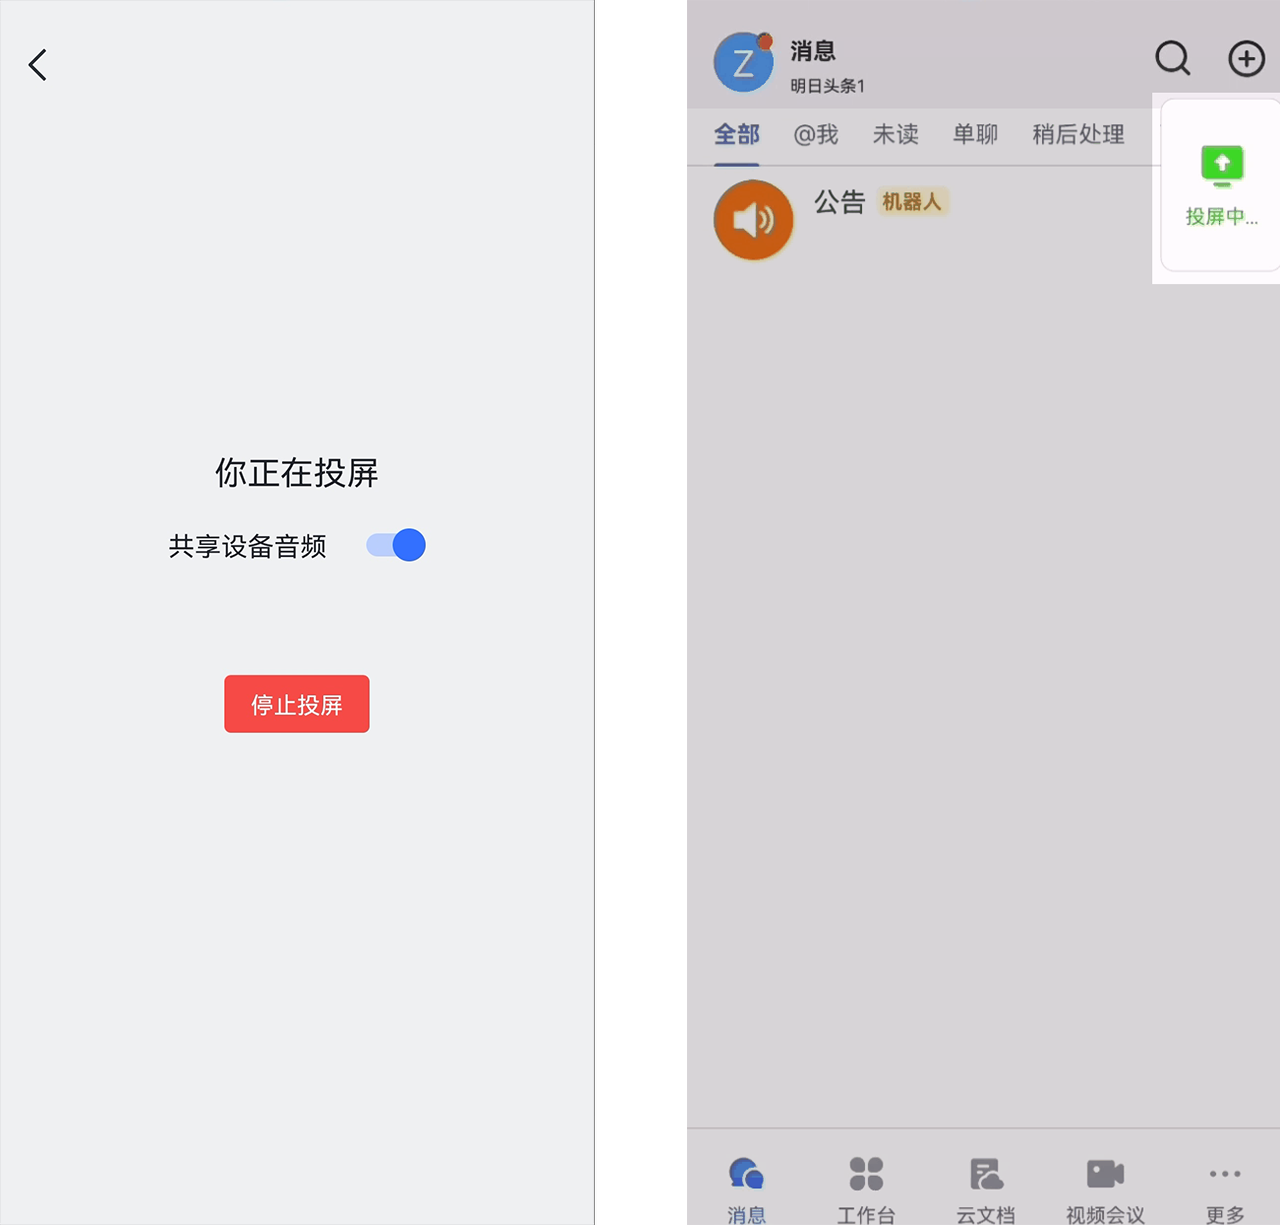 你正在投屏
共享设备音频
停止投屏
Z
消息
明日头条1
全部 @我 未读 单聊 稍后处理
公告 机器人
投屏中...
消息 工作台 云文档 视频会议 更多